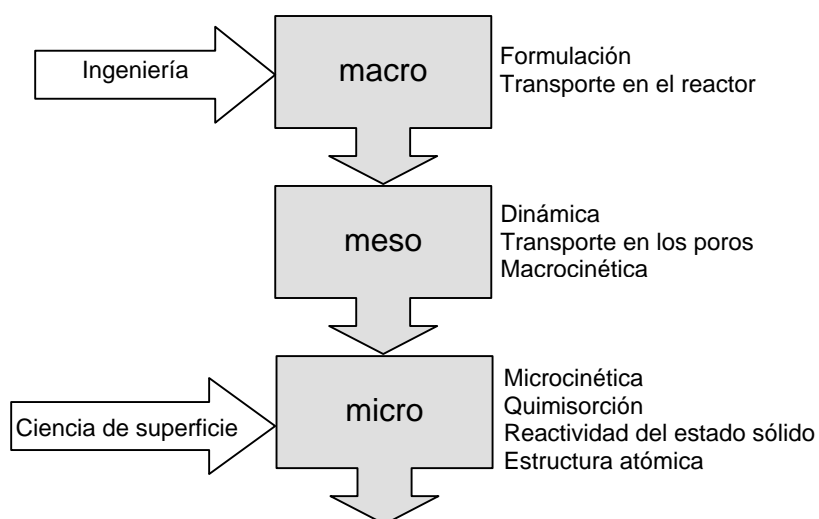 Ingeniería
macro
Formulación
Transporte en el reactor
meso
Dinámica
Transporte en los poros
Macrocinética
Ciencia de superficie
micro
Microcinética
Quimisorción
Reactividad del estado sólido
Estructura atómica